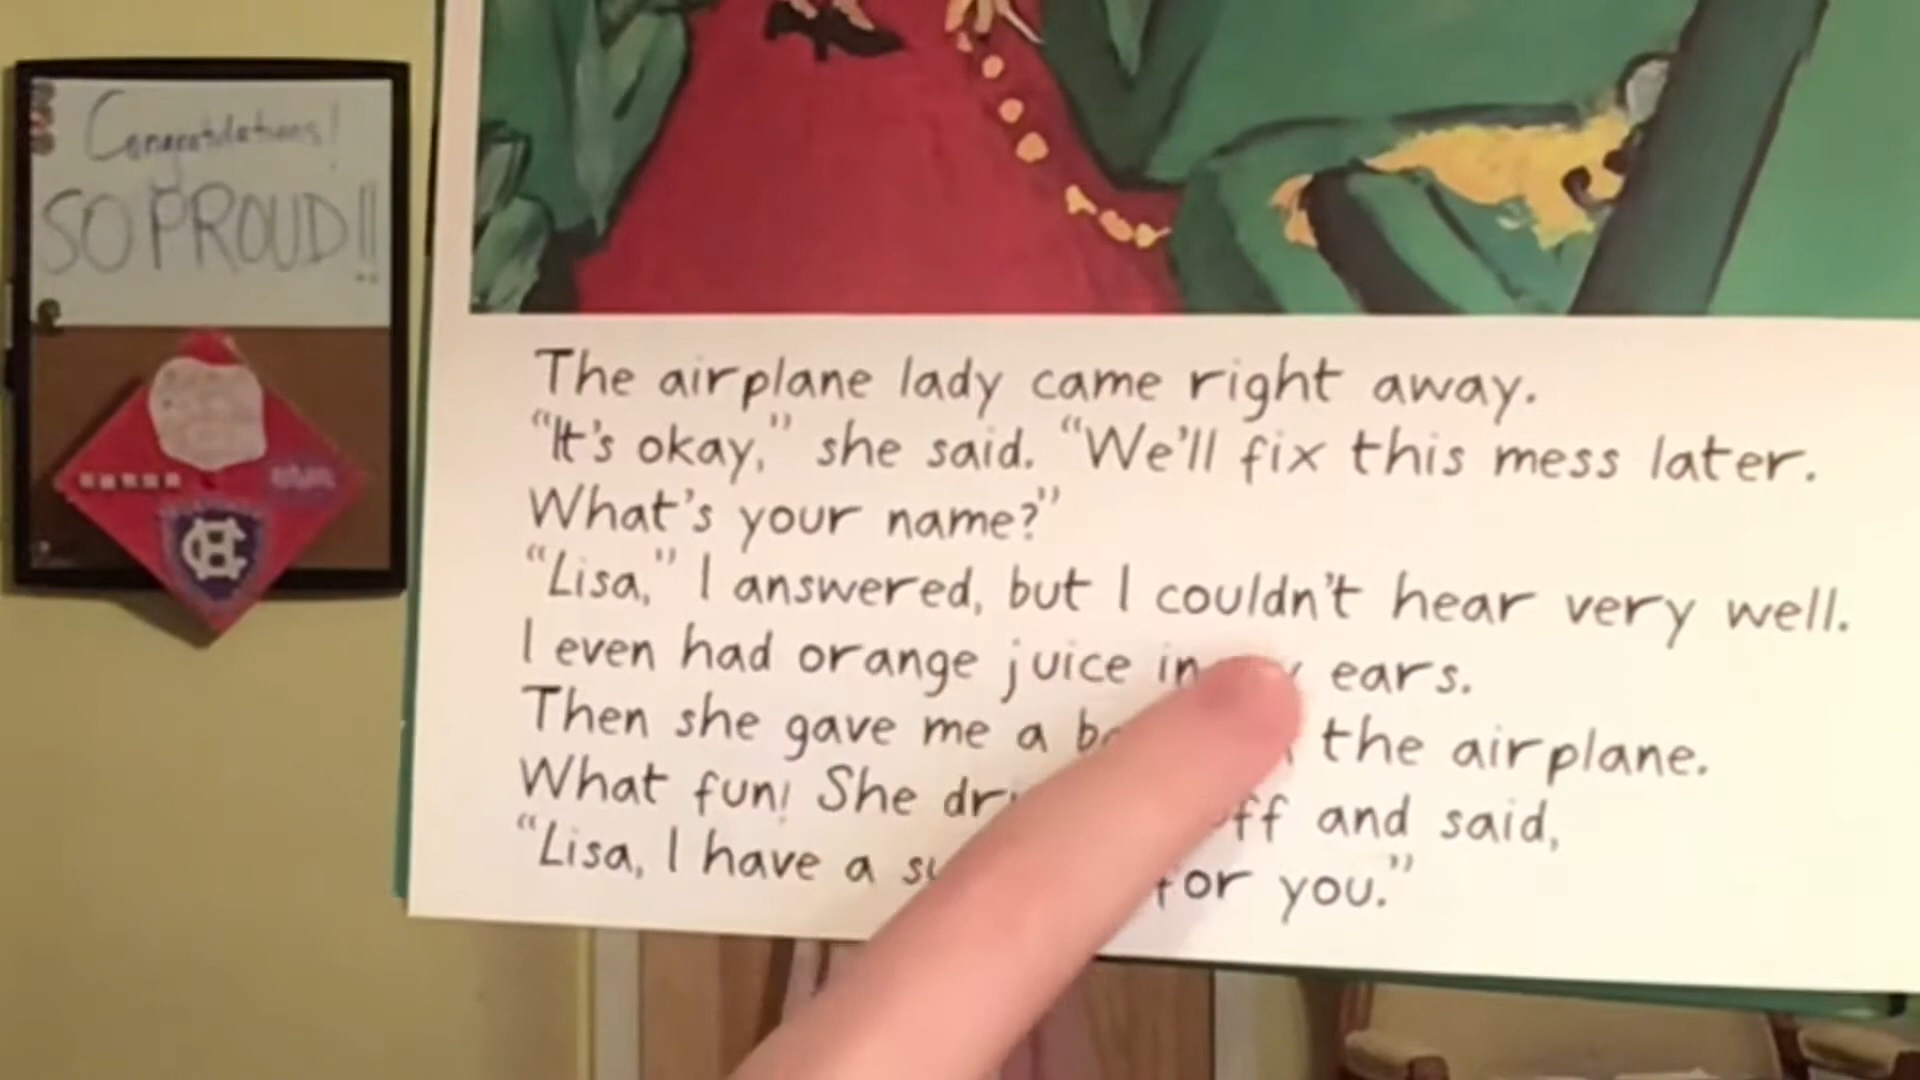 Congratulations!
SO PROUD!!
The airplane lady came right away.
"It's okay," she said. "We'll fix this mess later.
What's your name?"
"Lisa," I answered, but I couldn't hear very well.
I even had orange juice in ears.
Then she gave me a the airplane.
What fun! She and said,
"Lisa, I have a for you."